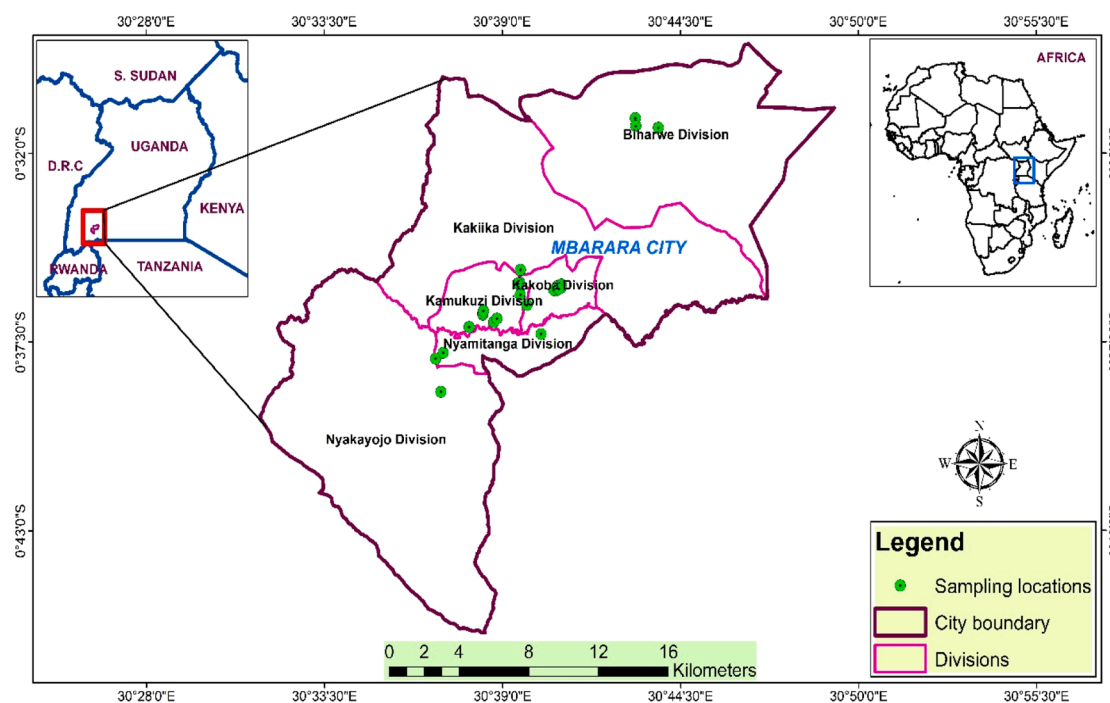 30°28'0"E 30°33'30"E 30°39'0"E 30°44'30"E 30°50'0"E 30°55'30"E
S. SUDAN
UGANDA
D.R.C
KENYA
RWANDA
TANZANIA
AFRICA
0°32'0"S
0°37'30"S
0°43'0"S
Biharwe Division
Kakiika Division
MBARARA CITY
Kakoba Division
Kamukuzi Division
Nyamitanga Division
Nyakayojo Division
N
W E
S
Legend
Sampling locations
City boundary
Divisions
0 2 4 8 12 16
Kilometers
30°28'0"E 30°33'30"E 30°39'0"E 30°44'30"E 30°50'0"E 30°55'30"E